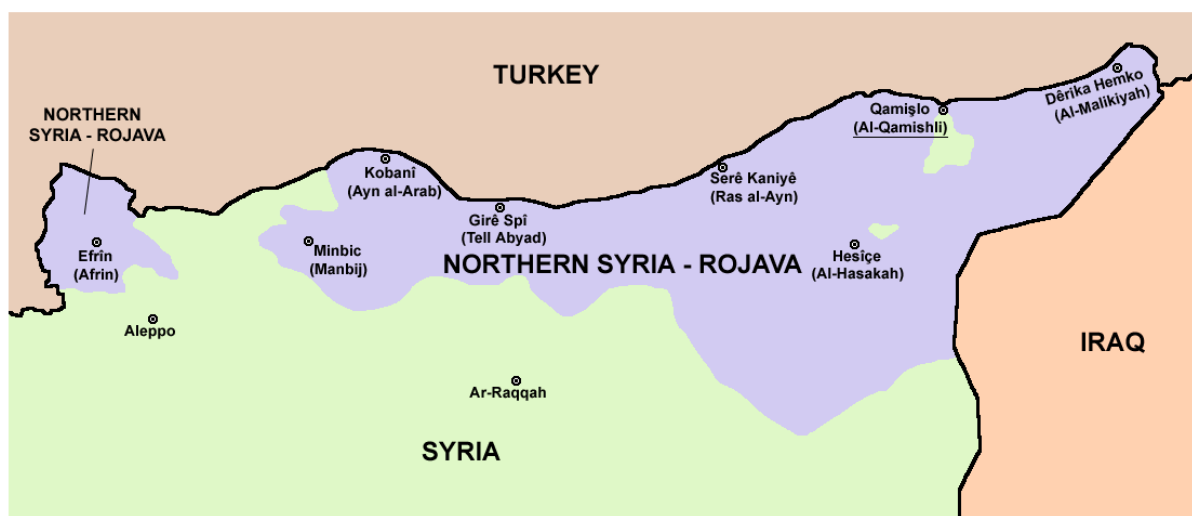 TURKEY
NORTHERN
SYRIA - ROJAVA
Qamişlo
(Al-Qamishli)
Dêrika Hemko
(Al-Malikiyah)
Kobanî
(Ayn al-Arab)
Serê Kaniyê
(Ras al-Ayn)
Girê Spî
(Tell Abyad)
Efrîn
(Afrin)
Minbic
(Manbij)
NORTHERN SYRIA - ROJAVA
Hesîçe
(Al-Hasakah)
Aleppo
IRAQ
Ar-Raqqah
SYRIA